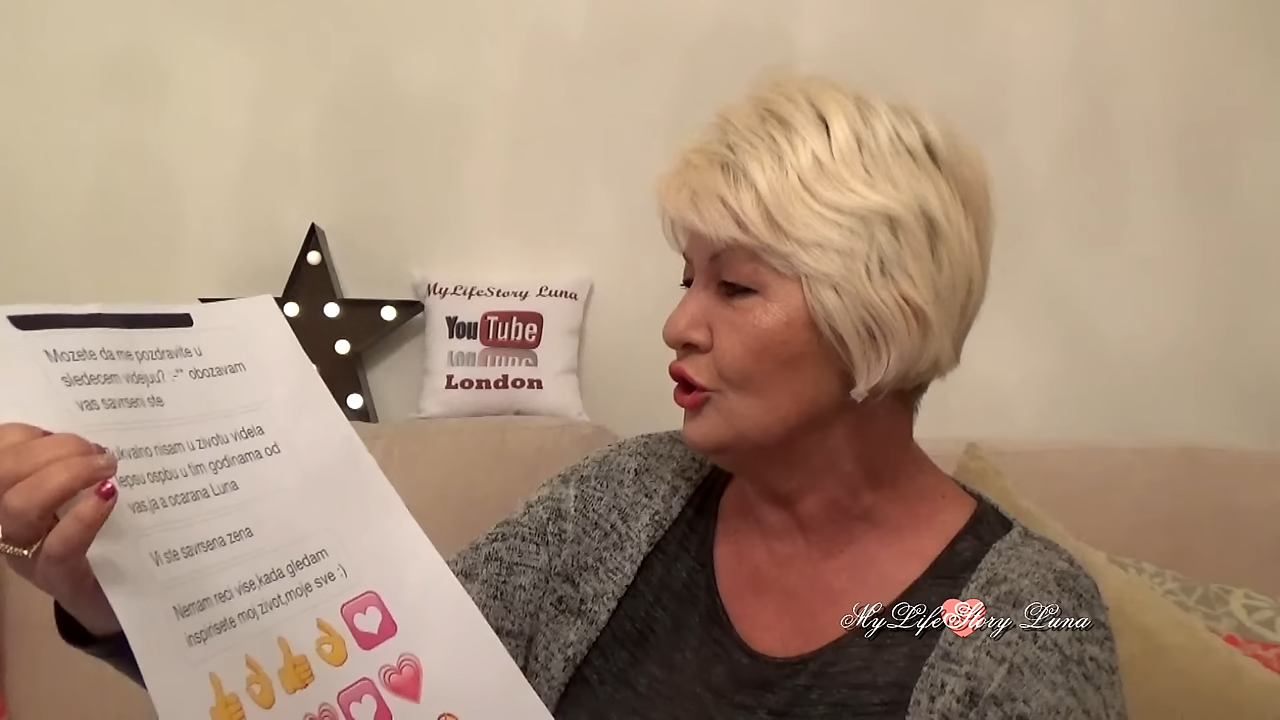 Mozete da me pozdravite u
sledecem videjuu? :-** obozavam
vas savrseni ste
ukvalno nisam u zivotu videla
lepsu osobu u tim godinama od
vas,ja a ocarana Luna
Vi ste savrsena zena
Nemam reci vise,kada gledam
inspirisete moj zivot,moje sve :)
MyLifeStory Luna
YouTube
London
MyLifeStory Luna